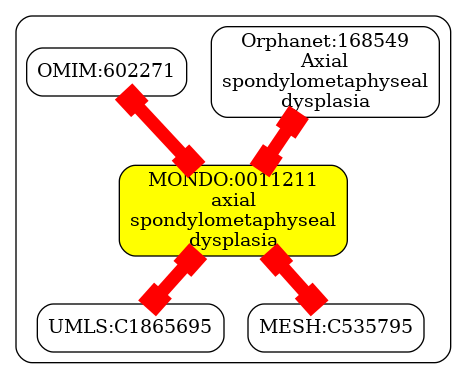 OMIM:602271
Orphanet:168549
Axial
spondylometaphyseal
dysplasia
MONDO:0011211
axial
spondylometaphyseal
dysplasia
UMLS:C1865695
MESH:C535795